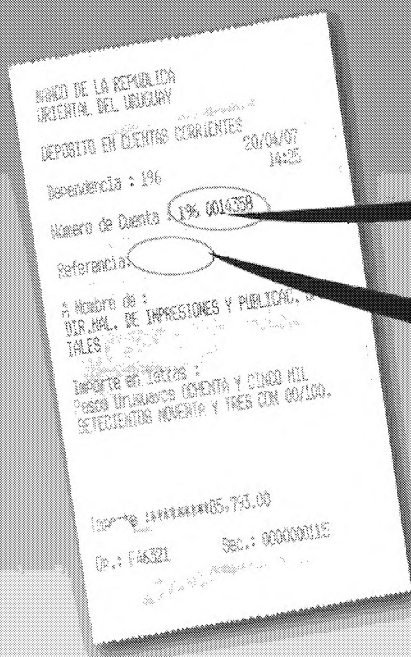 BANCO DE LA REPUBLICA
ORIENTAL DEL URUGUAY
DEPOSITO EN CUENTAS CORRIENTES
20/04/07
14:25
Dependencia : 196
Número de Cuenta : 196 0014358
Referencia:
A Nombre de :
DIR.NAL. DE IMPRESIONES Y PUBLICAC.
IALES
Importe en letras :
Pesos Uruguayos OCHENTA Y CINCO MIL
SETECIENTOS NOVENTA Y TRES CON 00/100.
Importe :*********85.793,00
Op.: F46321 Sec.: 0000000115